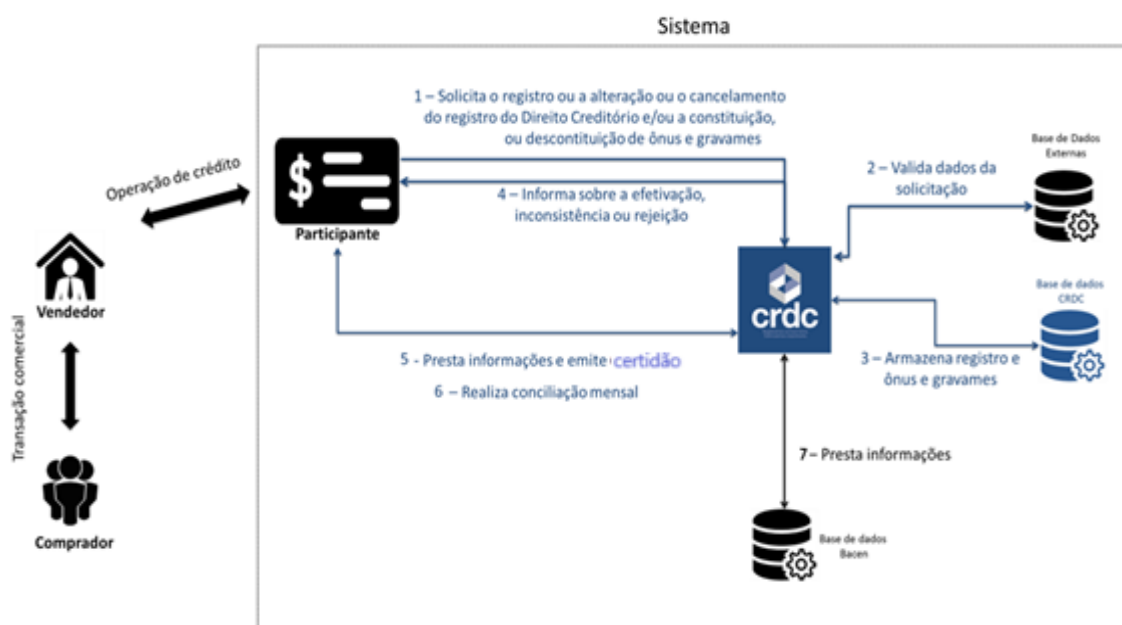 Sistema
1 – Solicita o registro ou a alteração ou o cancelamento
do registro do Direito Creditório e/ou a constituição,
ou descontituição de ônus e gravames
Operação de crédito
$
4 – Informa sobre a efetivação,
inconsistência ou rejeição
Participante
2 – Valida dados da
solicitação
Base de Dados
Externas
Vendedor
crdc
Base de dados
CRDC
3 – Armazena registro e
ônus e gravames
5 - Presta informações e emite certidão
6 – Realiza conciliação mensal
Transação comercial
7 – Presta informações
Comprador
Base de dados
Bacen